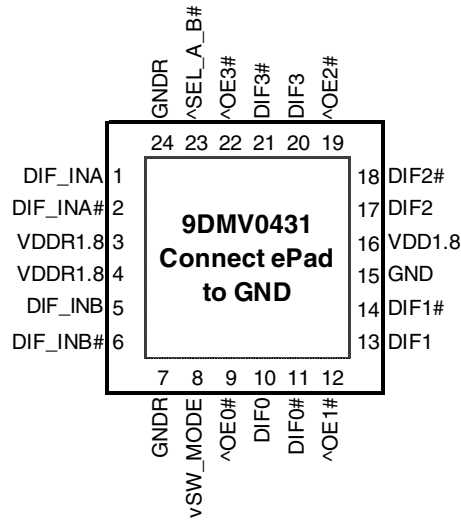 GNDR
^SEL_A_B#
^OE3#
DIF3#
DIF3
^OE2#
24 23 22 21 20 19
DIF_INA 1
DIF_INA# 2
VDDR1.8 3
VDDR1.8 4
DIF_INB 5
DIF_INB# 6
9DMV0431
Connect ePad
to GND
18 DIF2#
17 DIF2
16 VDD1.8
15 GND
14 DIF1#
13 DIF1
7 8 9 10 11 12
GNDR
vSW_MODE
^OE0#
DIF0
DIF0#
^OE1#